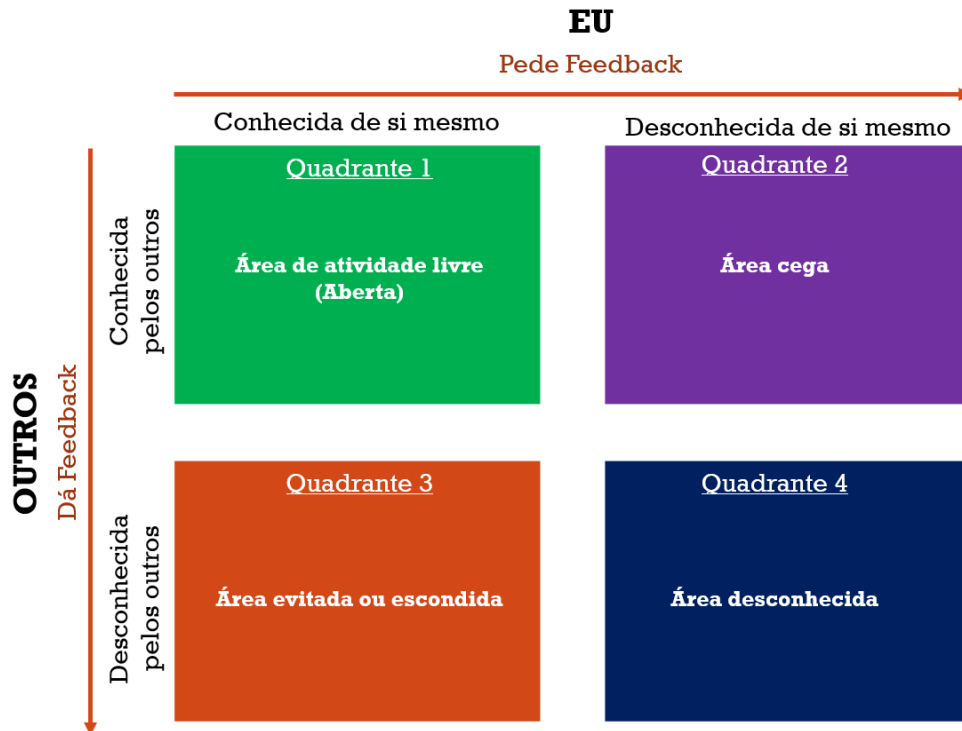 EU
Pede Feedback
Conhecida de si mesmo
Desconhecida de si mesmo
OUTROS
Dá Feedback
Conhecida
pelos outros
Quadrante 1
Área de atividade livre
(Aberta)
Quadrante 2
Área cega
Desconhecida
pelos outros
Quadrante 3
Área evitada ou escondida
Quadrante 4
Área desconhecida